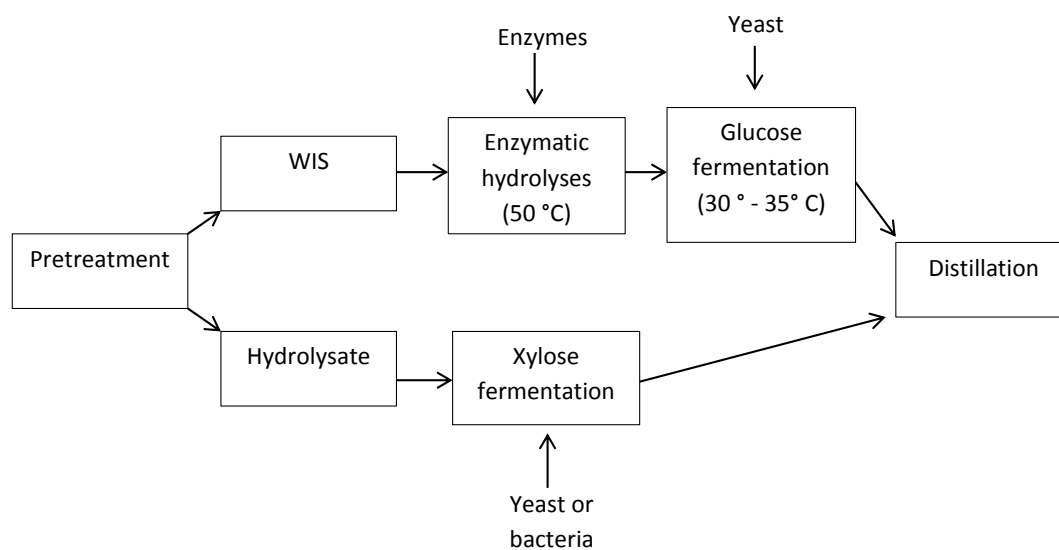 Enzymes
Yeast
WIS
Enzymatic
hydrolyses
(50 °C)
Glucose
fermentation
(30 ° - 35° C)
Pretreatment
Distillation
Hydrolysate
Xylose
fermentation
Yeast or
bacteria